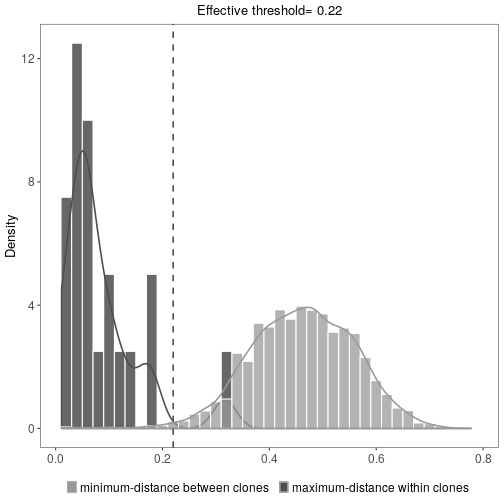 Effective threshold= 0.22
Density
12
8
4
0
0.0 0.2 0.4 0.6 0.8
minimum-distance between clones maximum-distance within clones